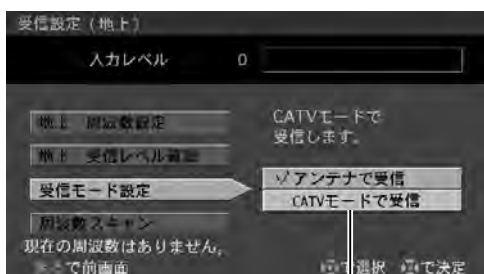 受信設定（地上）
入力レベル 0
地上 周波数設定
CATVモードで
受信します。
地上 受信レベル確認
受信モード設定
アンテナで受信
CATVモードで受信
周波数スキャン
現在の周波数はありません。
で前画面
で選択 で決定